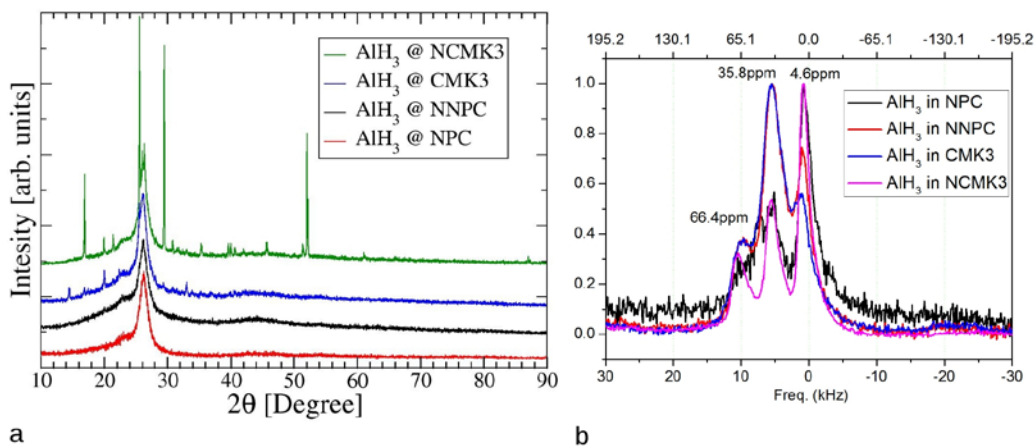 a
AlH3 @ NCMK3
AlH3 @ CMK3
AlH3 @ NNPC
AlH3 @ NPC
Intesity [arb. units]
10 20 30 40 50 60 70 80 90
2θ [Degree]
a
b
195.2 130.1 65.1 0.0 -65.1 -130.1 -195.2
35.8ppm 4.6ppm
66.4ppm
AlH3 in NPC
AlH3 in NNPC
AlH3 in CMK3
AlH3 in NCMK3
1.0
0.8
0.6
0.4
0.2
0.0
30 20 10 0 -10 -20 -30
Freq. (kHz)
b